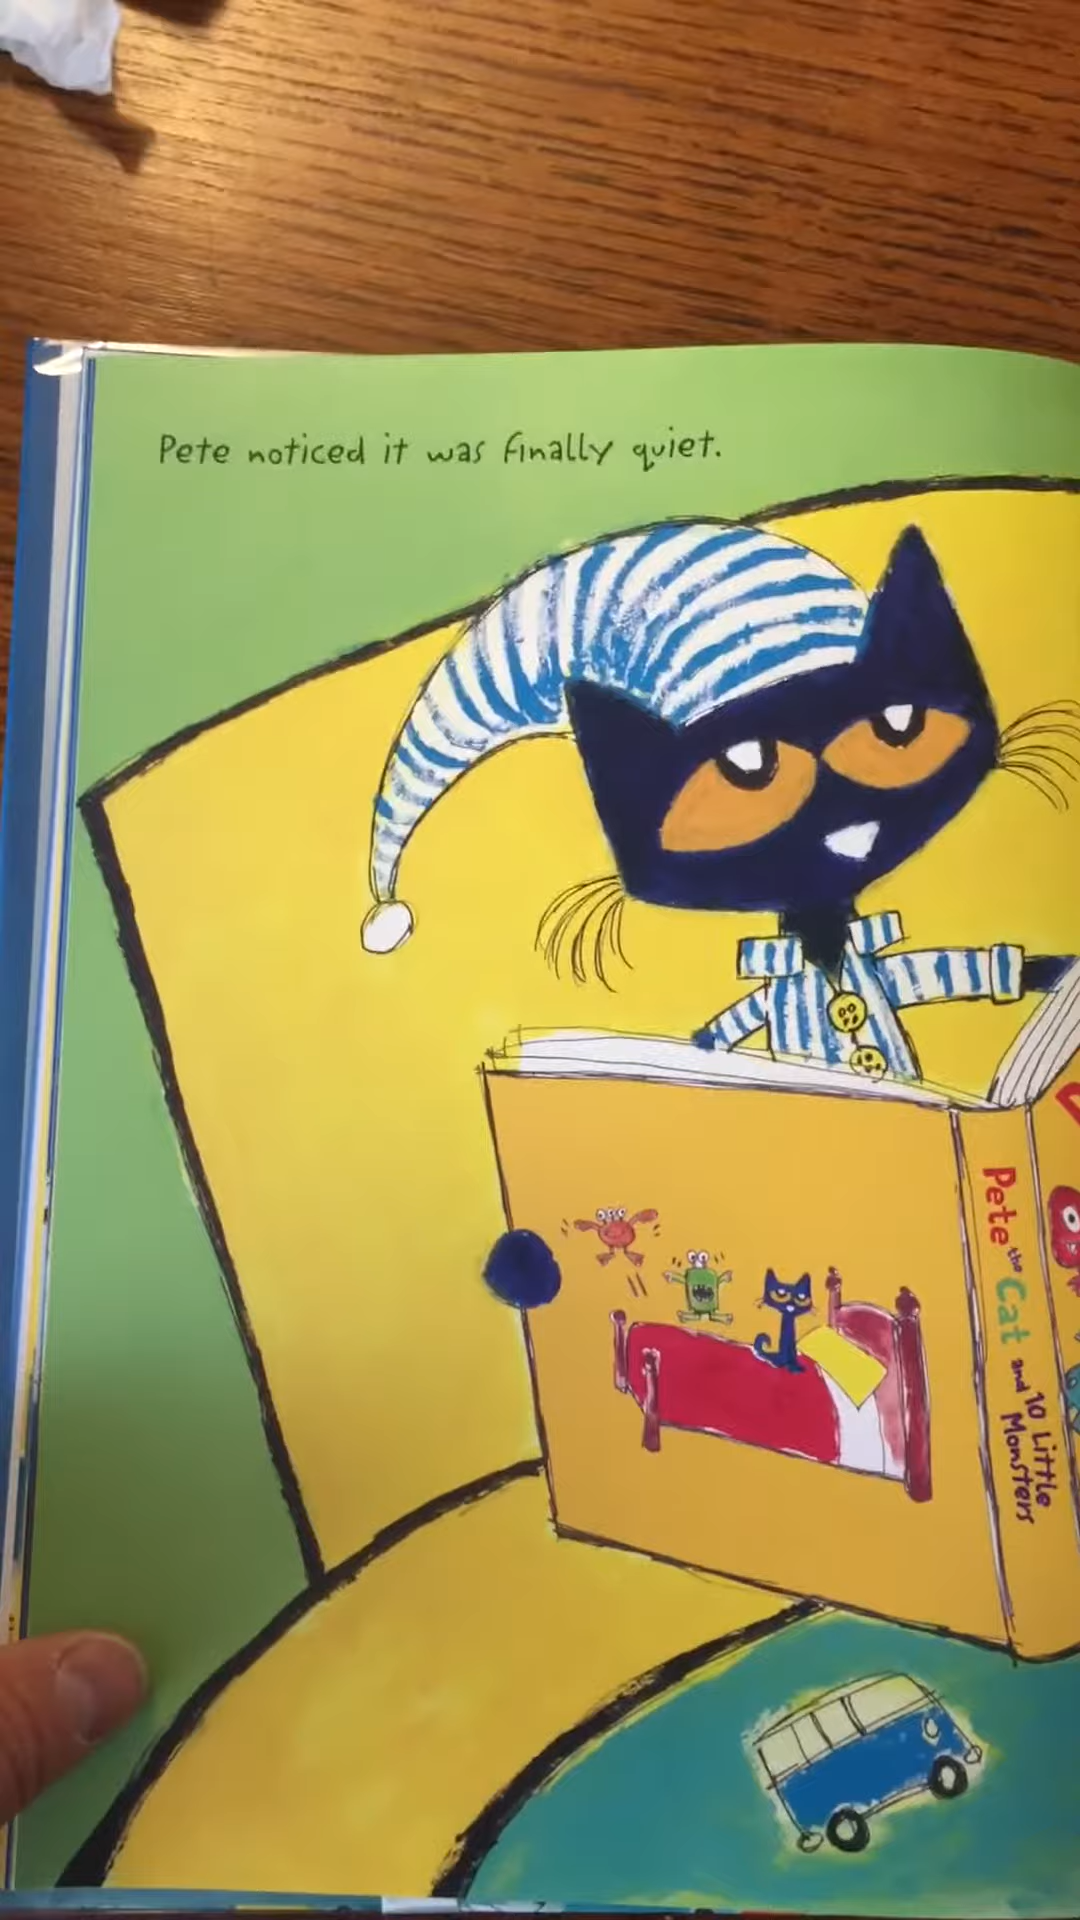 Pete noticed it was finally quiet.
Pete the Cat and 10 Little
Monsters